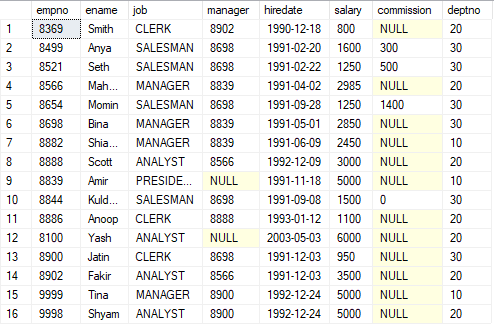 empno ename job manager hiredate salary commission deptno
1 8369 Smith CLERK 8902 1990-12-18 800 NULL 20
2 8499 Anya SALESMAN 8698 1991-02-20 1600 300 30
3 8521 Seth SALESMAN 8698 1991-02-22 1250 500 30
4 8566 Mah... MANAGER 8839 1991-04-02 2985 NULL 20
5 8654 Momin SALESMAN 8698 1991-09-28 1250 1400 30
6 8698 Bina MANAGER 8839 1991-05-01 2850 NULL 30
7 8882 Shia... MANAGER 8839 1991-06-09 2450 NULL 10
8 8888 Scott ANALYST 8566 1992-12-09 3000 NULL 20
9 8839 Amir PRESIDE... NULL 1991-11-18 5000 NULL 10
10 8844 Kuld... SALESMAN 8698 1991-09-08 1500 0 30
11 8886 Anoop CLERK 8888 1993-01-12 1100 NULL 20
12 8100 Yash ANALYST NULL 2003-05-03 6000 NULL 20
13 8900 Jatin CLERK 8698 1991-12-03 950 NULL 30
14 8902 Fakir ANALYST 8566 1991-12-03 3500 NULL 20
15 9999 Tina MANAGER 8900 1992-12-24 5000 NULL 10
16 9998 Shyam ANALYST 8900 1992-12-24 5000 NULL 20